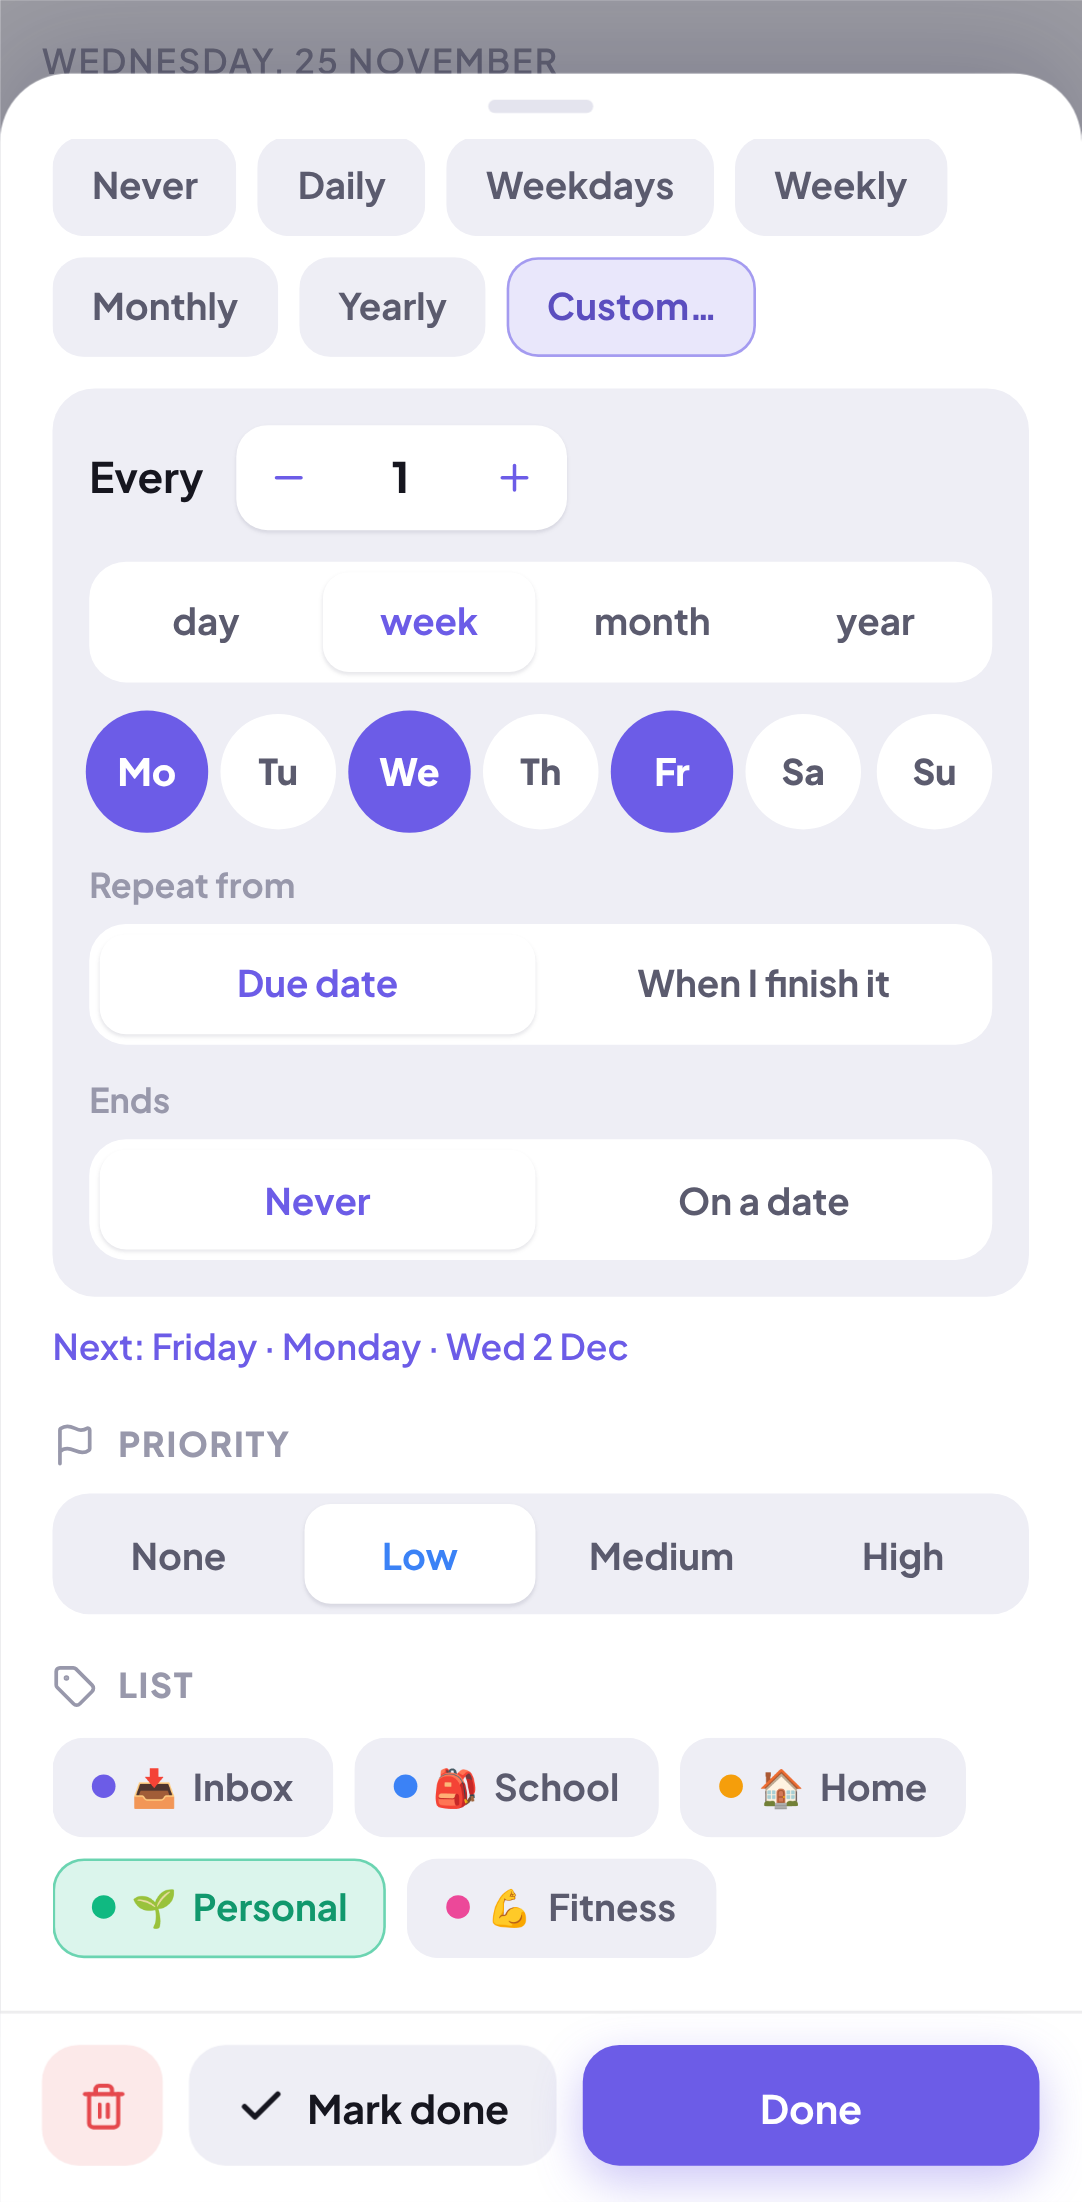 WEDNESDAY, 25 NOVEMBER
Never Daily Weekdays Weekly
Monthly Yearly Custom...
Every − 1 +
day week month year
Mo Tu We Th Fr Sa Su
Repeat from
Due date When I finish it
Ends
Never On a date
Next: Friday · Monday · Wed 2 Dec
PRIORITY
None Low Medium High
LIST
Inbox School Home
Personal Fitness
Mark done Done